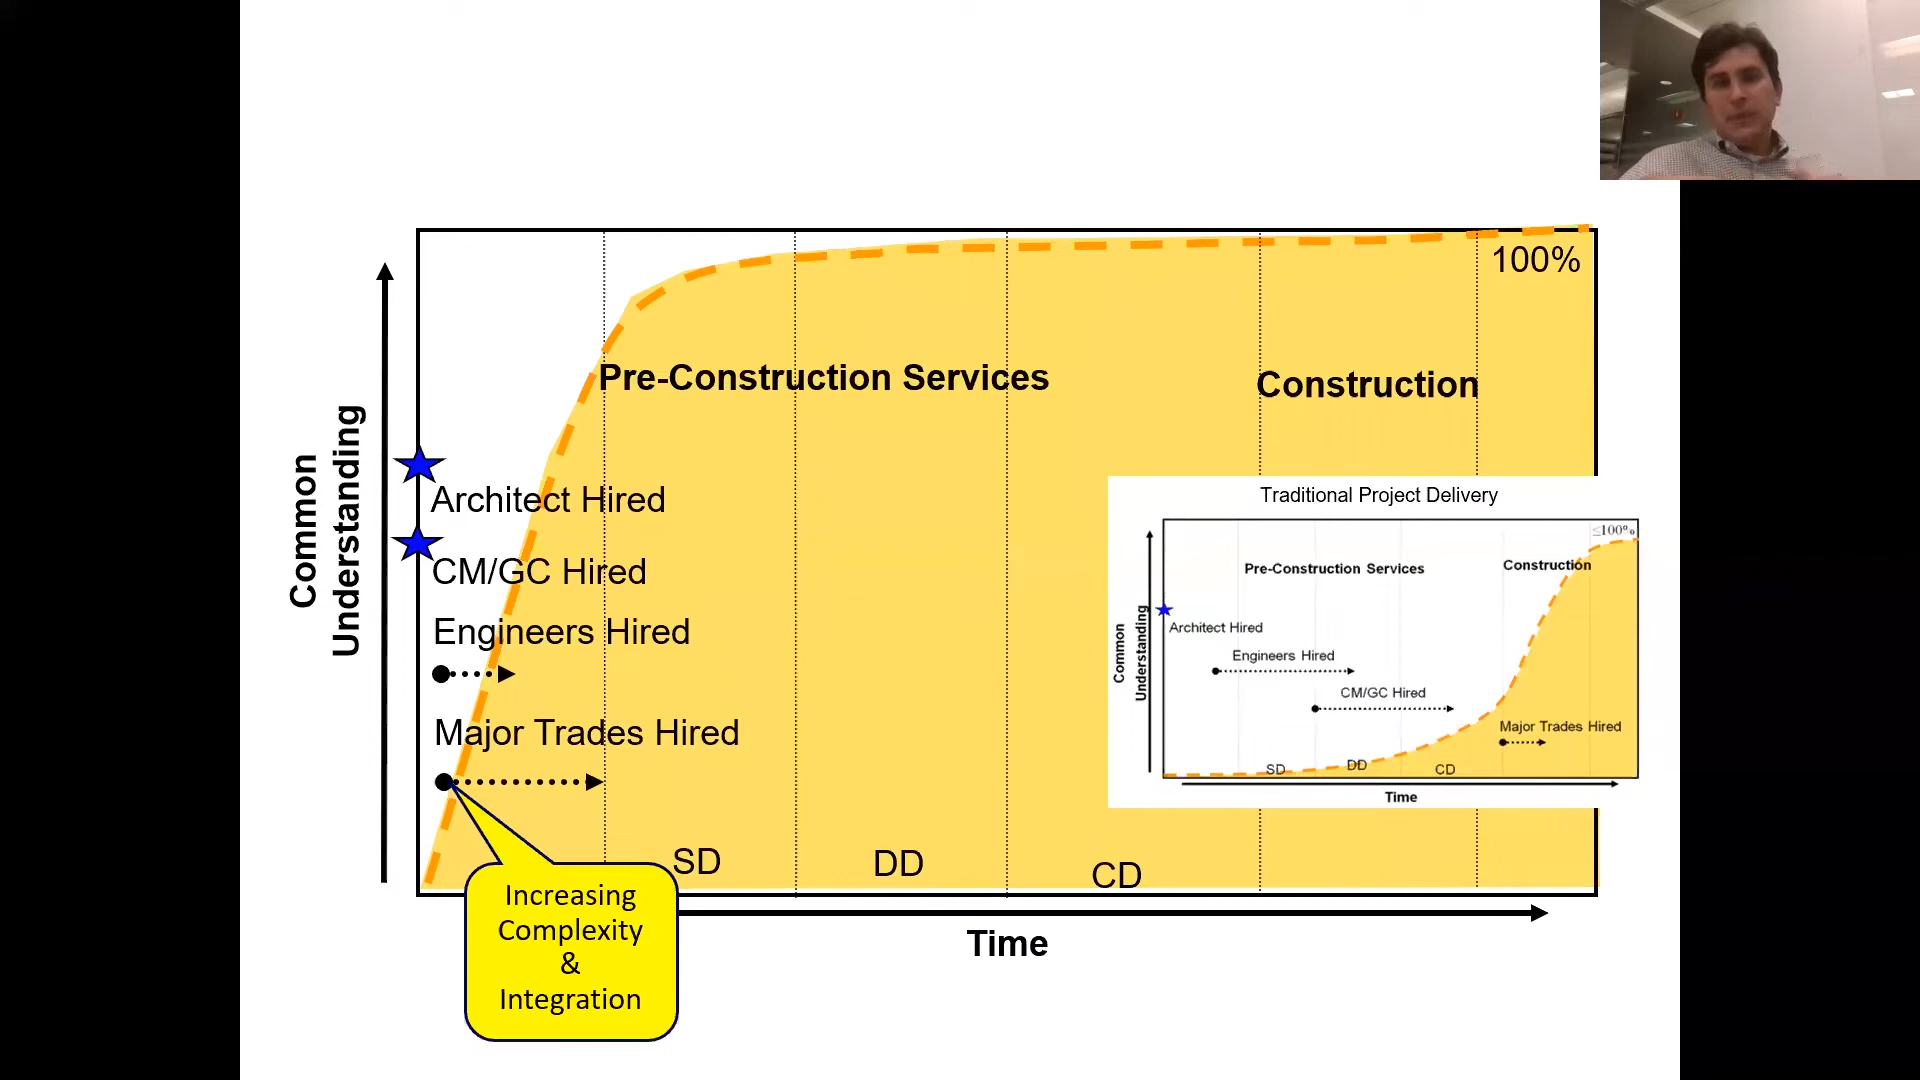 100%
Pre-Construction Services
Construction
Common
Understanding
Architect Hired
CM/GC Hired
Engineers Hired
Major Trades Hired
SD
DD
CD
Time
Increasing
Complexity
&
Integration
Traditional Project Delivery
≤100%
Pre-Construction Services
Construction
Common
Understanding
Architect Hired
Engineers Hired
CM/GC Hired
Major Trades Hired
SD
DD
CD
Time